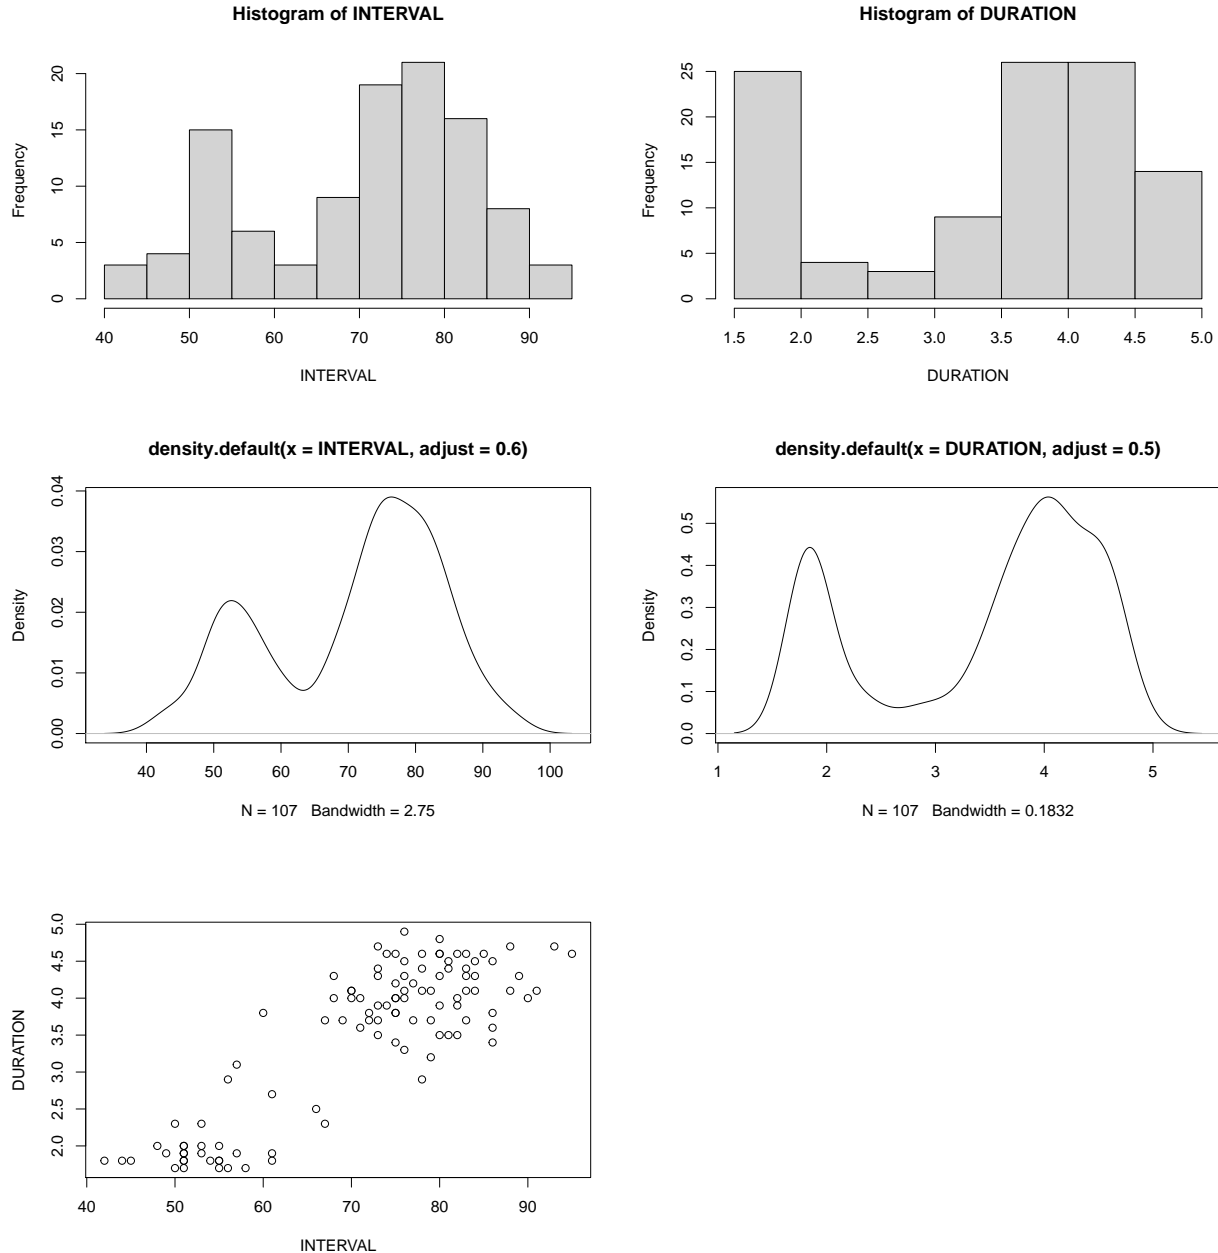 Histogram of INTERVAL
Frequency
0 5 10 15 20
40 50 60 70 80 90
INTERVAL
Histogram of DURATION
Frequency
0 5 10 15 20 25
1.5 2.0 2.5 3.0 3.5 4.0 4.5 5.0
DURATION
density.default(x = INTERVAL, adjust = 0.6)
Density
0.00 0.01 0.02 0.03 0.04
40 50 60 70 80 90 100
N = 107 Bandwidth = 2.75
density.default(x = DURATION, adjust = 0.5)
Density
0.0 0.1 0.2 0.3 0.4 0.5
1 2 3 4 5
N = 107 Bandwidth = 0.1832
DURATION
2.0 2.5 3.0 3.5 4.0 4.5 5.0
40 50 60 70 80 90
INTERVAL